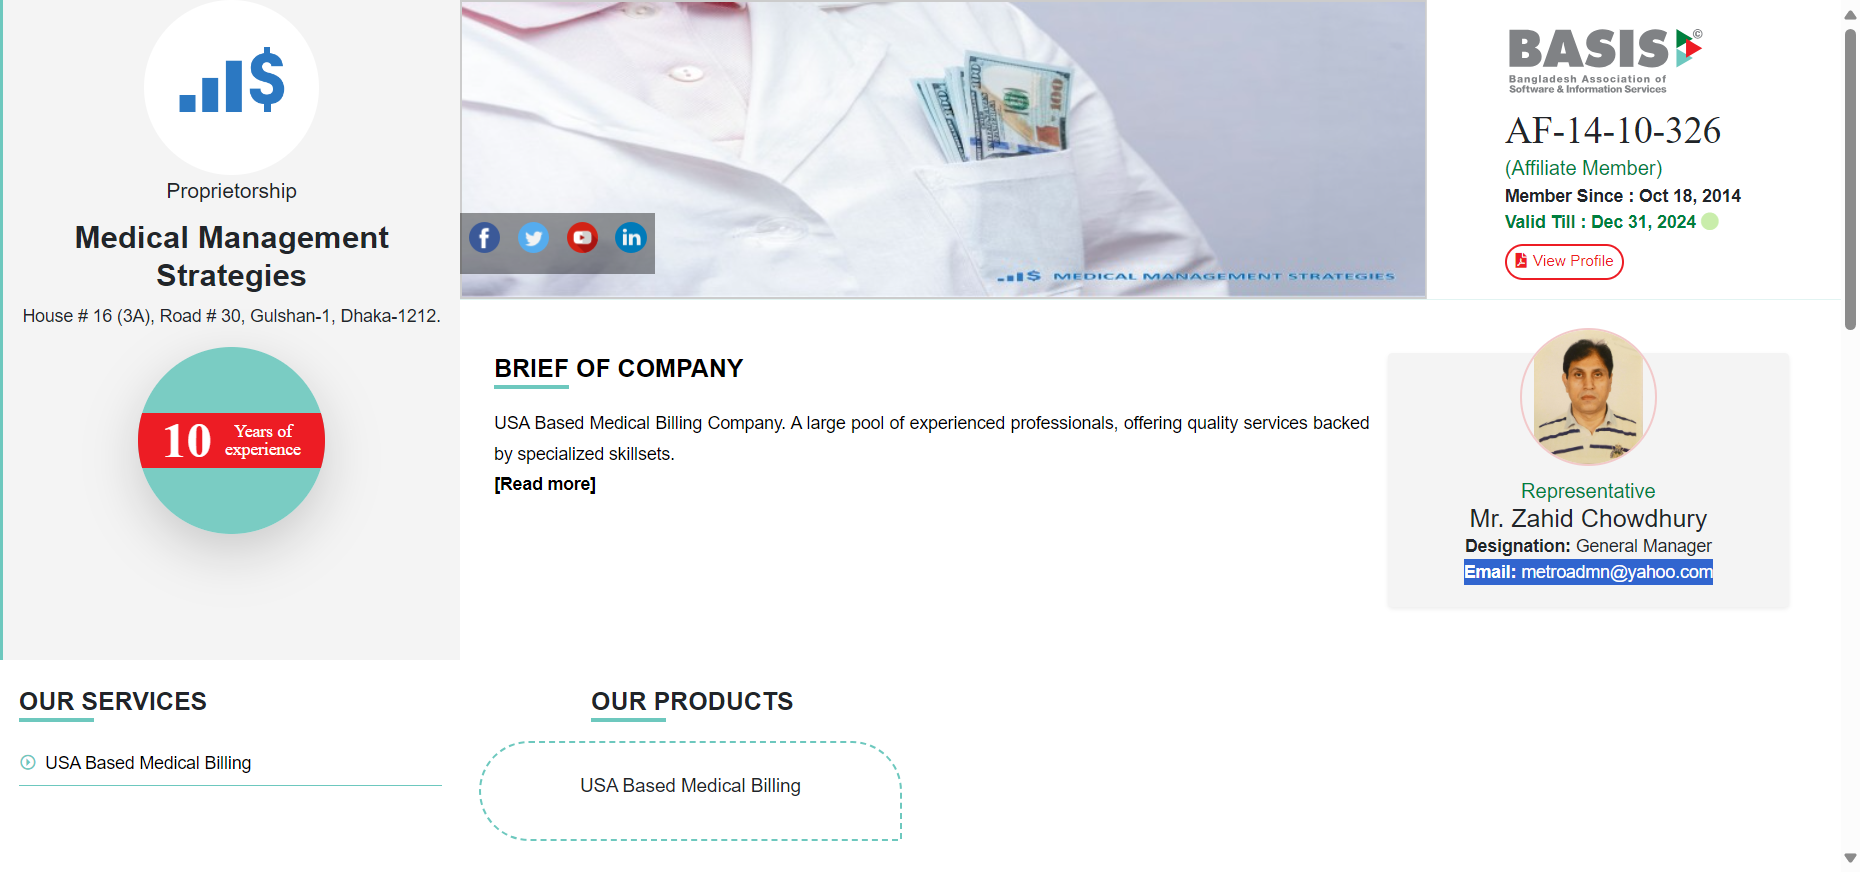 Proprietorship
Medical Management
Strategies
House # 16 (3A), Road # 30, Gulshan-1, Dhaka-1212.
10
Years of
experience
MEDICAL MANAGEMENT STRATEGIES
BASIS ©
Bangladesh Association of
Software & Information Services
AF-14-10-326
(Affiliate Member)
Member Since : Oct 18, 2014
Valid Till : Dec 31, 2024
View Profile
BRIEF OF COMPANY
USA Based Medical Billing Company. A large pool of experienced professionals, offering quality services backed
by specialized skillsets.
[Read more]
Representative
Mr. Zahid Chowdhury
Designation: General Manager
Email: metroadmn@yahoo.com
OUR SERVICES
USA Based Medical Billing
OUR PRODUCTS
USA Based Medical Billing